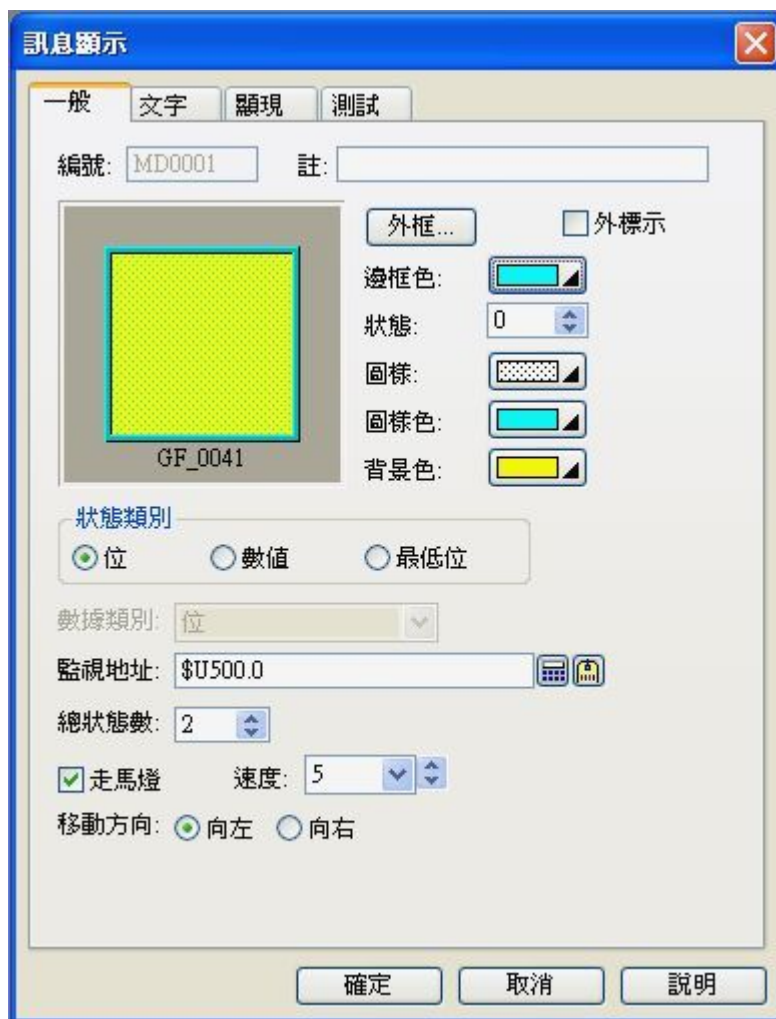 訊息顯示
一般 文字 顯現 測試
編號: MD0001 註:
外框... 外標示
邊框色:
狀態: 0
圖樣:
圖樣色:
GF_0041
背景色:
狀態類別
位 數值 最低位
數據類別: 位
監視地址: $U500.0
總狀態數: 2
走馬燈 速度: 5
移動方向: 向左 向右
確定 取消 說明